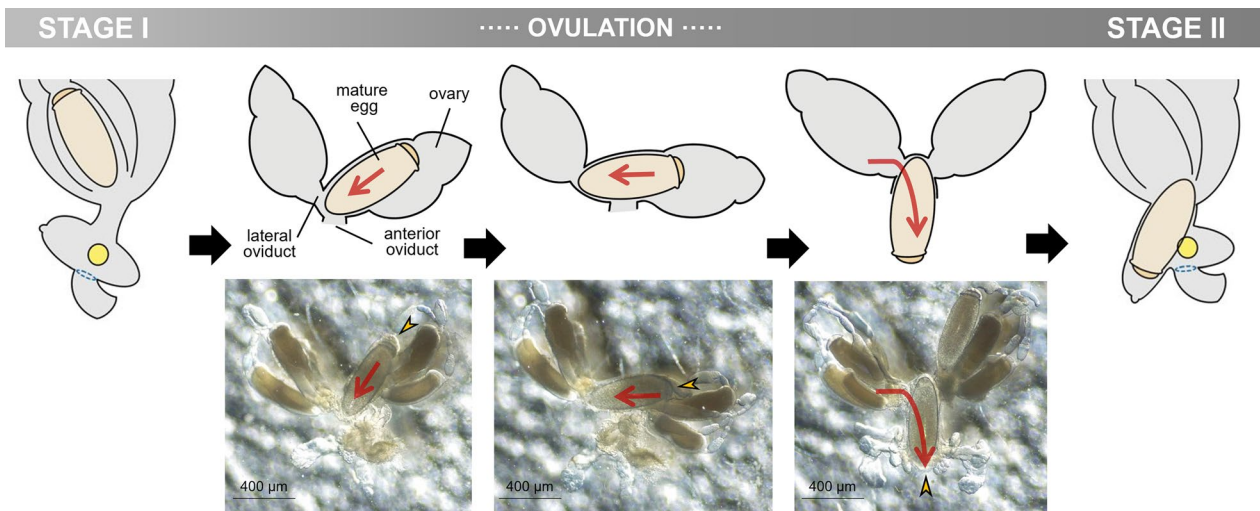 STAGE I
····· OVULATION ·····
STAGE II
mature
egg
ovary
lateral
oviduct
anterior
oviduct
400 µm
400 µm
400 µm